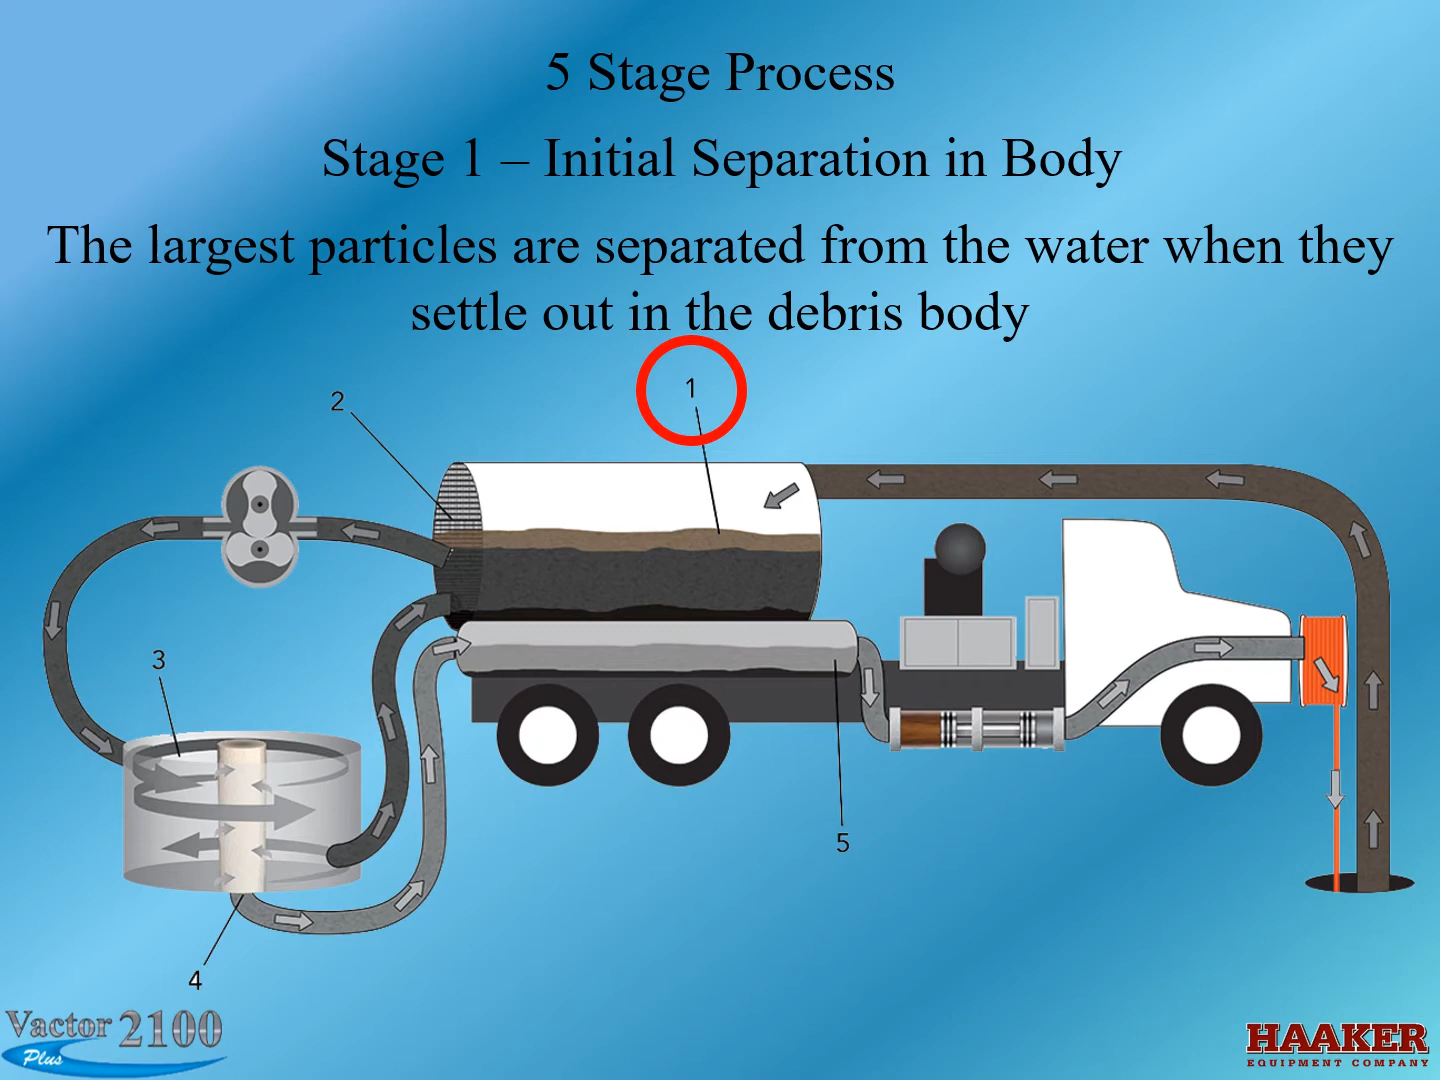 5 Stage Process
Stage 1 – Initial Separation in Body
The largest particles are separated from the water when they
settle out in the debris body
1
2
3
5
4
Vactor 2100
Plus
HAAKER
EQUIPMENT COMPANY